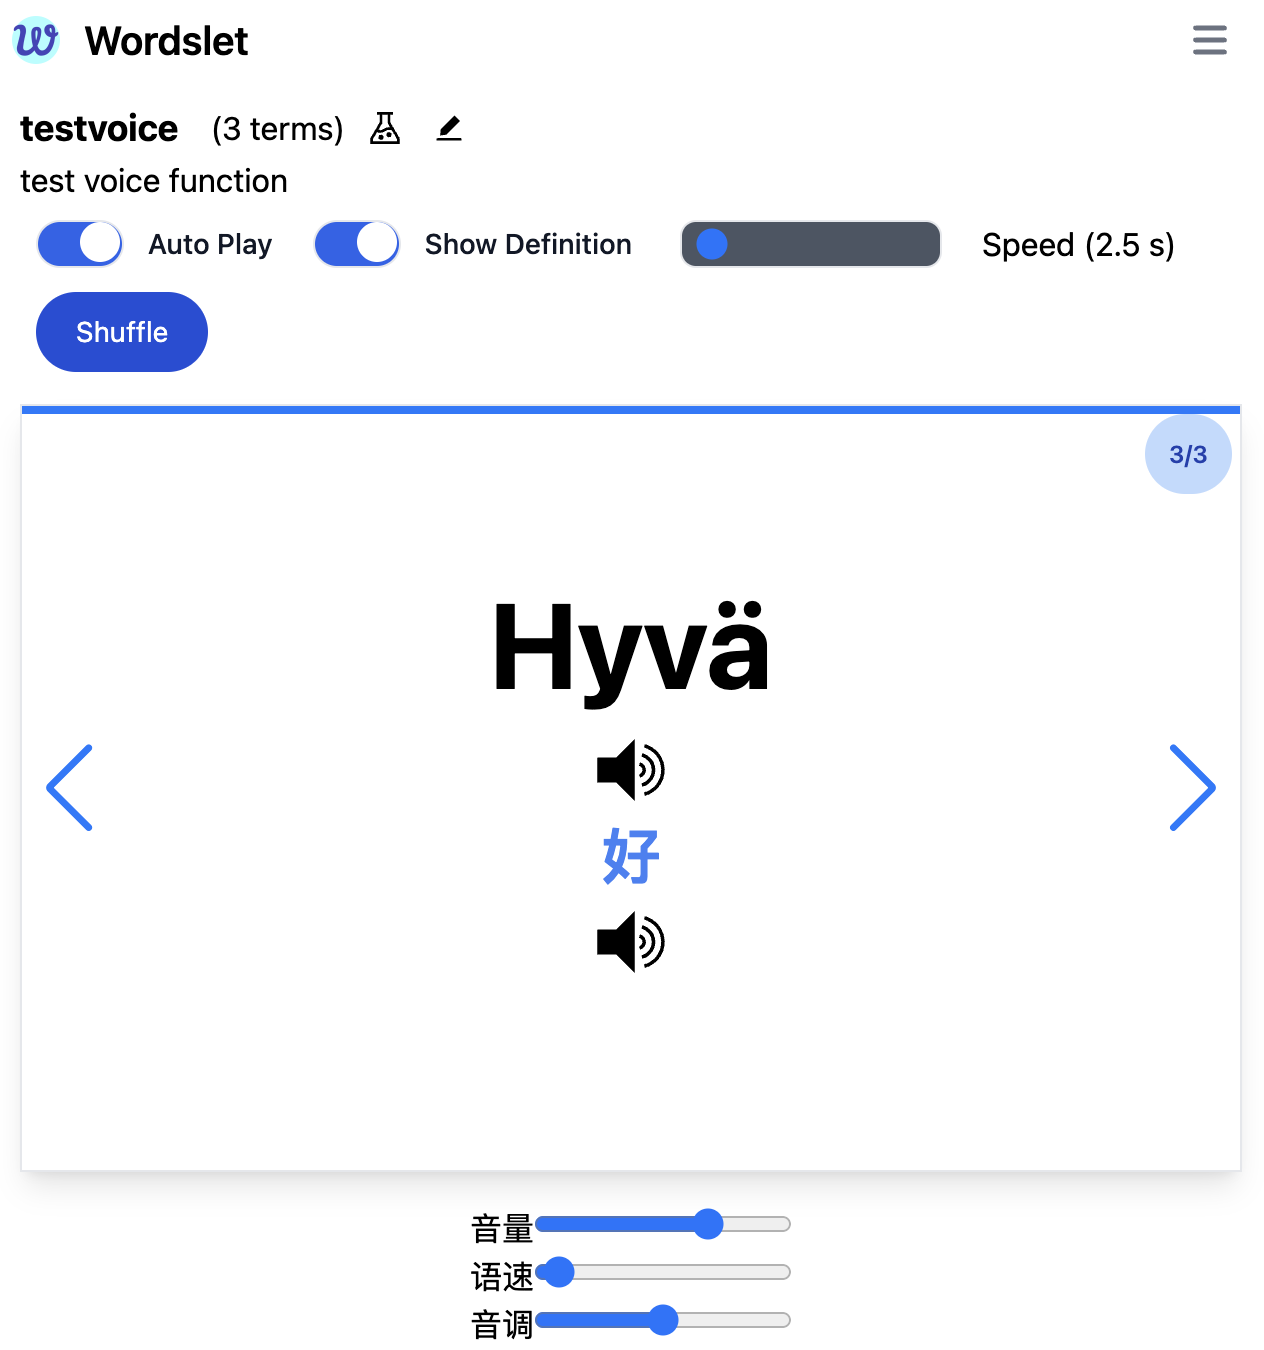 Wordslet
testvoice (3 terms)
test voice function
Auto Play Show Definition Speed (2.5 s)
Shuffle
3/3
Hyvä
好
音量
语速
音调